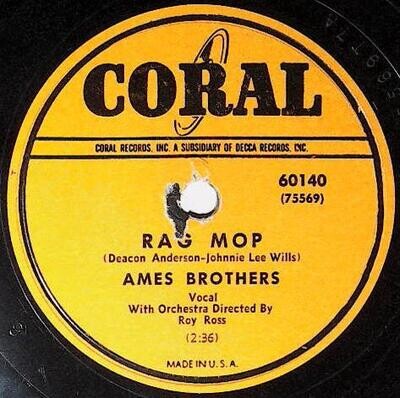 CORAL
CORAL RECORDS, INC. A SUBSIDIARY OF DECCA RECORDS, INC.
60140
(75569)
RAG MOP
(Deacon Anderson-Johnnie Lee Wills)
AMES BROTHERS
Vocal
With Orchestra Directed By
Roy Ross
(2:36)
MADE IN U.S.A.